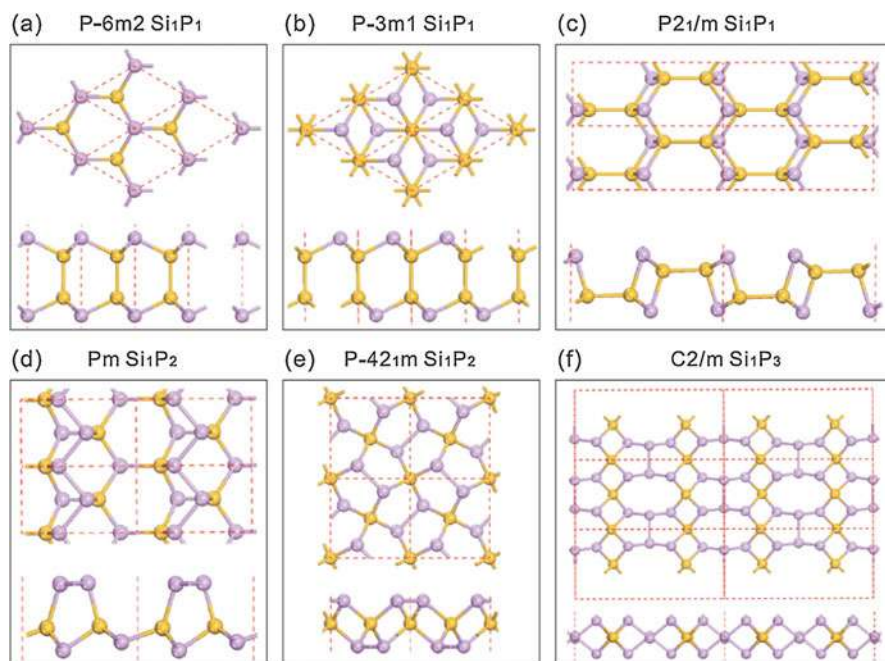 (a) P-6m2 Si₁P₁
(b) P-3m1 Si₁P₁
(c) P2₁/m Si₁P₁
(d) Pm Si₁P₂
(e) P-42₁m Si₁P₂
(f) C2/m Si₁P₃